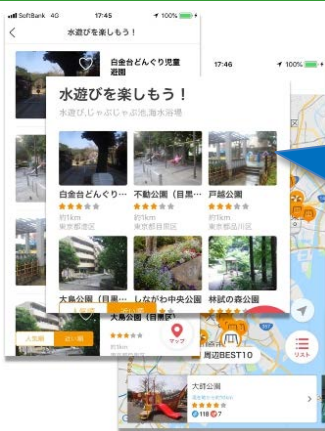 SoftBank 4G 17:45 100%
水遊びを楽しもう！
白金台どんぐり児童
遊園
17:46 100%
水遊びを楽しもう！
水遊び,じゃぶじゃぶ池,海水浴場
白金台どんぐり…
約1km
東京都港区
不動公園（目黒…
約1km
東京都目黒区
戸越公園
約1km
東京都品川区
大鳥公園（目黒…
しながわ中央公園
林試の森公園
人気順
近い順
大鳥公園（目黒区）
マップ
周辺BEST10
リスト
大師公園
118 7